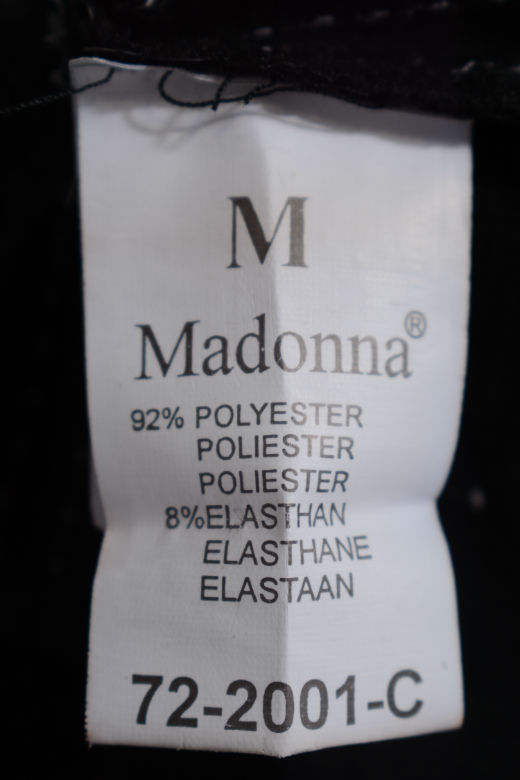 M
Madonna®
92% POLYESTER
POLIESTER
POLIESTER
8%ELASTHAN
ELASTHANE
ELASTAAN
72-2001-C